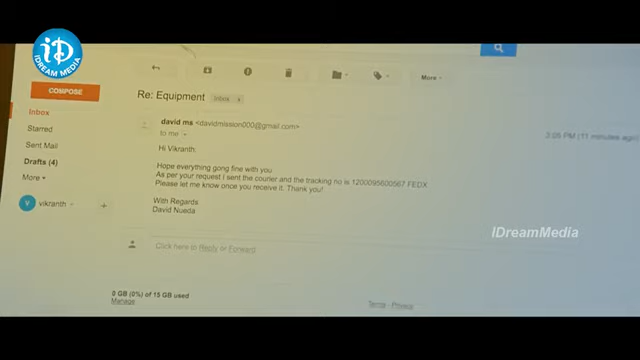 iD
IDREAM MEDIA
COMPOSE
More
Re: Equipment
Inbox x
Inbox
Starred
Sent Mail
Drafts (4)
More
david ms <davidmission000@gmail.com>
to me
3:05 PM (11 minutes ago)
Hi Vikranth.
Hope everything gong fine with you
As per your request I sent the courier and the tracking no is 1200095600567 FEDX
Please let me know once you receive it. Thank you!
With Regards
David Nueda
V vikranth +
IDreamMedia
Click here to Reply or Forward
0 GB (0%) of 15 GB used
Manage
Terms - Privacy